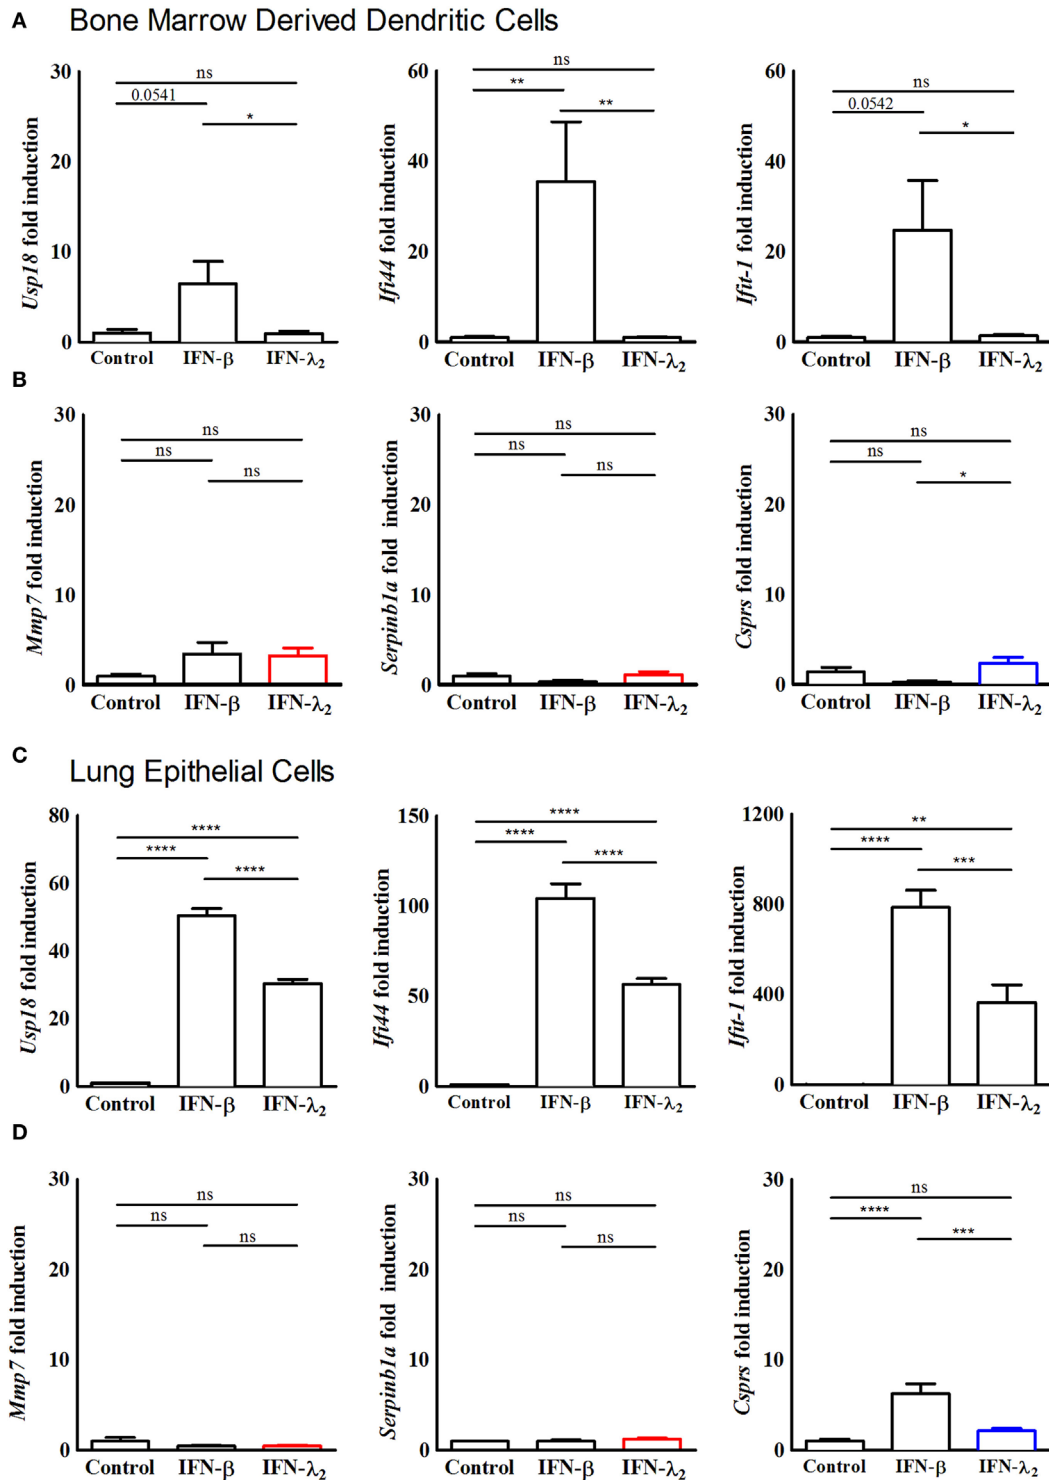 A Bone Marrow Derived Dendritic Cells
Usp18 fold induction
30
20
10
0
ns
0.0541
*
Control IFN-β IFN-λ2
Ifi44 fold induction
60
40
20
0
ns
**
**
Control IFN-β IFN-λ2
Ifit-1 fold induction
60
40
20
0
ns
0.0542
*
Control IFN-β IFN-λ2
B
Mmp7 fold induction
30
20
10
0
ns
ns
ns
Control IFN-β IFN-λ2
Serpinb1a fold induction
30
20
10
0
ns
ns
ns
Control IFN-β IFN-λ2
Csprs fold induction
30
20
10
0
ns
ns
*
Control IFN-β IFN-λ2
C Lung Epithelial Cells
Usp18 fold induction
80
60
40
20
0
****
****
****
Control IFN-β IFN-λ2
Ifi44 fold induction
150
100
50
0
****
****
****
Control IFN-β IFN-λ2
Ifit-1 fold induction
1200
800
400
0
**
****
***
Control IFN-β IFN-λ2
D
Mmp7 fold induction
30
20
10
0
ns
ns
ns
Control IFN-β IFN-λ2
Serpinb1a fold induction
30
20
10
0
ns
ns
ns
Control IFN-β IFN-λ2
Csprs fold induction
30
20
10
0
ns
****
***
Control IFN-β IFN-λ2